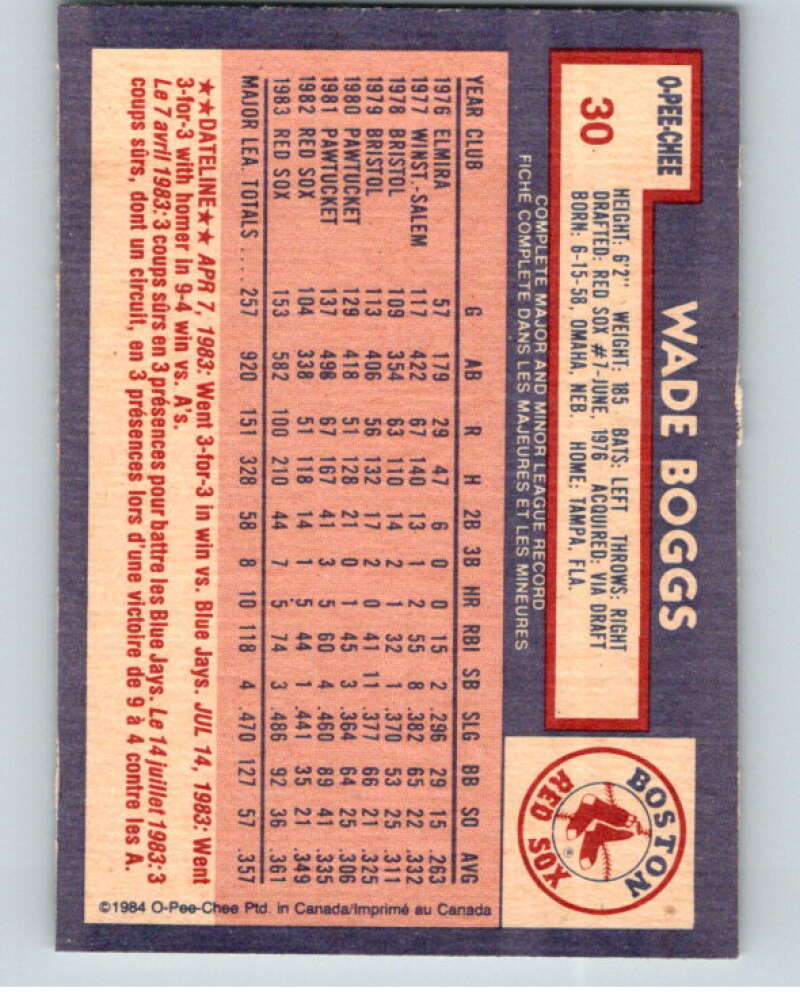 O-PEE-CHEE
30
WADE BOGGS
HEIGHT: 6'2" WEIGHT: 185 BATS: LEFT THROWS: RIGHT
DRAFTED: RED SOX #7-JUNE, 1976 ACQUIRED: VIA DRAFT
BORN: 6-15-58, OMAHA, NEB. HOME: TAMPA, FLA.
BOSTON
RED SOX
COMPLETE MAJOR AND MINOR LEAGUE RECORD
FICHE COMPLETE DANS LES MAJEURES ET LES MINEURES
YEAR CLUB G AB R H 2B 3B HR RBI SB SLG BB SO AVG
1976 ELMIRA 57 179 29 47 6 0 0 15 2 .296 29 15 .263
1977 WINST.-SALEM 117 422 67 140 13 1 2 55 8 .382 65 22 .332
1978 BRISTOL 109 354 63 110 14 2 1 32 1 .370 53 25 .311
1979 BRISTOL 113 406 56 132 17 2 0 41 11 .377 66 21 .325
1980 PAWTUCKET 129 418 51 128 21 0 1 45 3 .364 64 25 .306
1981 PAWTUCKET 137 498 67 167 41 3 5 60 4 .460 89 41 .335
1982 RED SOX 104 338 51 118 14 1 5 44 1 .441 35 21 .349
1983 RED SOX 153 582 100 210 44 7 5 74 3 .486 92 36 .361
MAJOR LEA. TOTALS .... 257 920 151 328 58 8 10 118 4 .470 127 57 .357
★★DATELINE★★ APR 7, 1983: Went 3-for-3 in win vs. Blue Jays. JUL 14, 1983: Went
3-for-3 with homer in 9-4 win vs. A's.
Le 7 avril 1983: 3 coups sûrs en 3 présences pour battre les Blue Jays. Le 14 juillet 1983: 3
coups sûrs, dont un circuit, en 3 présences lors d'une victoire de 9 à 4 contre les A.
©1984 O-Pee-Chee Ptd. in Canada/Imprimé au Canada